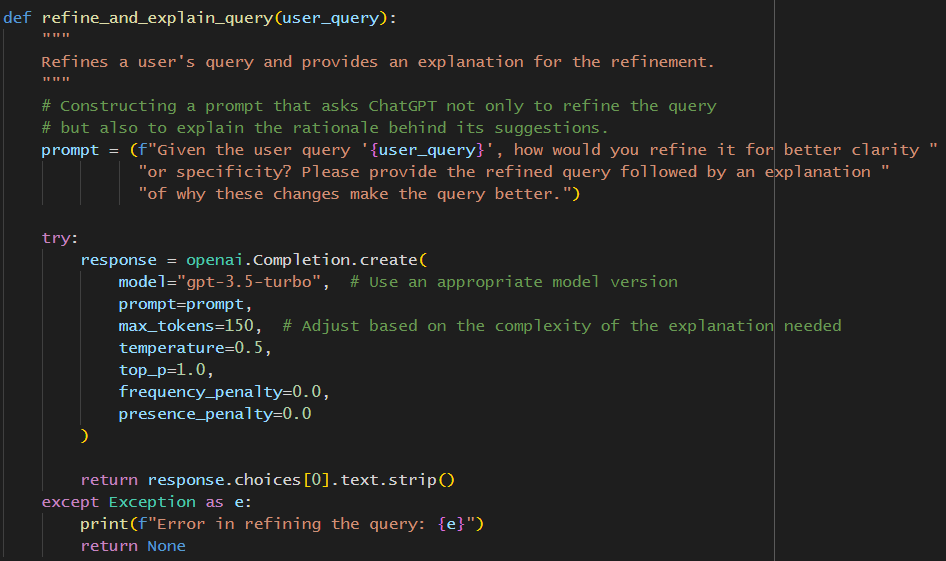 def refine_and_explain_query(user_query):
    """
    Refines a user's query and provides an explanation for the refinement.
    """
    # Constructing a prompt that asks ChatGPT not only to refine the query
    # but also to explain the rationale behind its suggestions.
    prompt = (f"Given the user query '{user_query}', how would you refine it for better clarity "
              "or specificity? Please provide the refined query followed by an explanation "
              "of why these changes make the query better.")

    try:
        response = openai.Completion.create(
            model="gpt-3.5-turbo",  # Use an appropriate model version
            prompt=prompt,
            max_tokens=150,  # Adjust based on the complexity of the explanation needed
            temperature=0.5,
            top_p=1.0,
            frequency_penalty=0.0,
            presence_penalty=0.0
        )

        return response.choices[0].text.strip()
    except Exception as e:
        print(f"Error in refining the query: {e}")
        return None